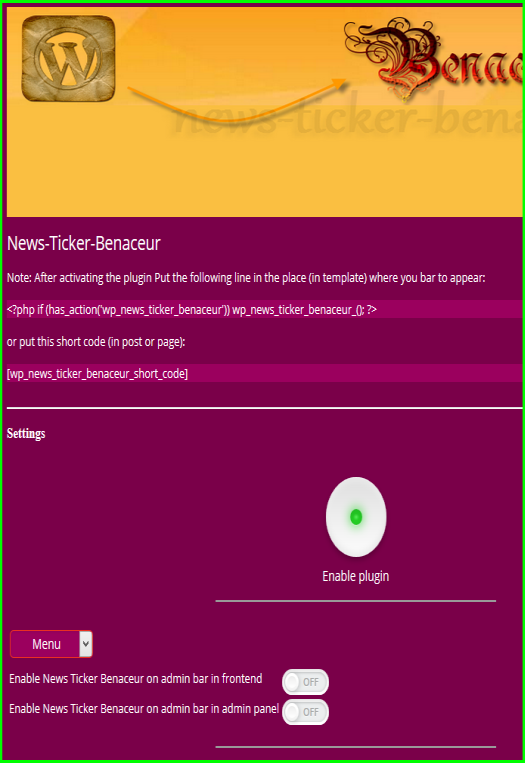 Benac
news-ticker-bena
News-Ticker-Benaceur
Note: After activating the plugin Put the following line in the place (in template) where you bar to appear:
<?php if (has_action('wp_news_ticker_benaceur')) wp_news_ticker_benaceur_(); ?>
or put this short code (in post or page):
[wp_news_ticker_benaceur_short_code]
Settings
Enable plugin
Menu
Enable News Ticker Benaceur on admin bar in frontend OFF
Enable News Ticker Benaceur on admin bar in admin panel OFF